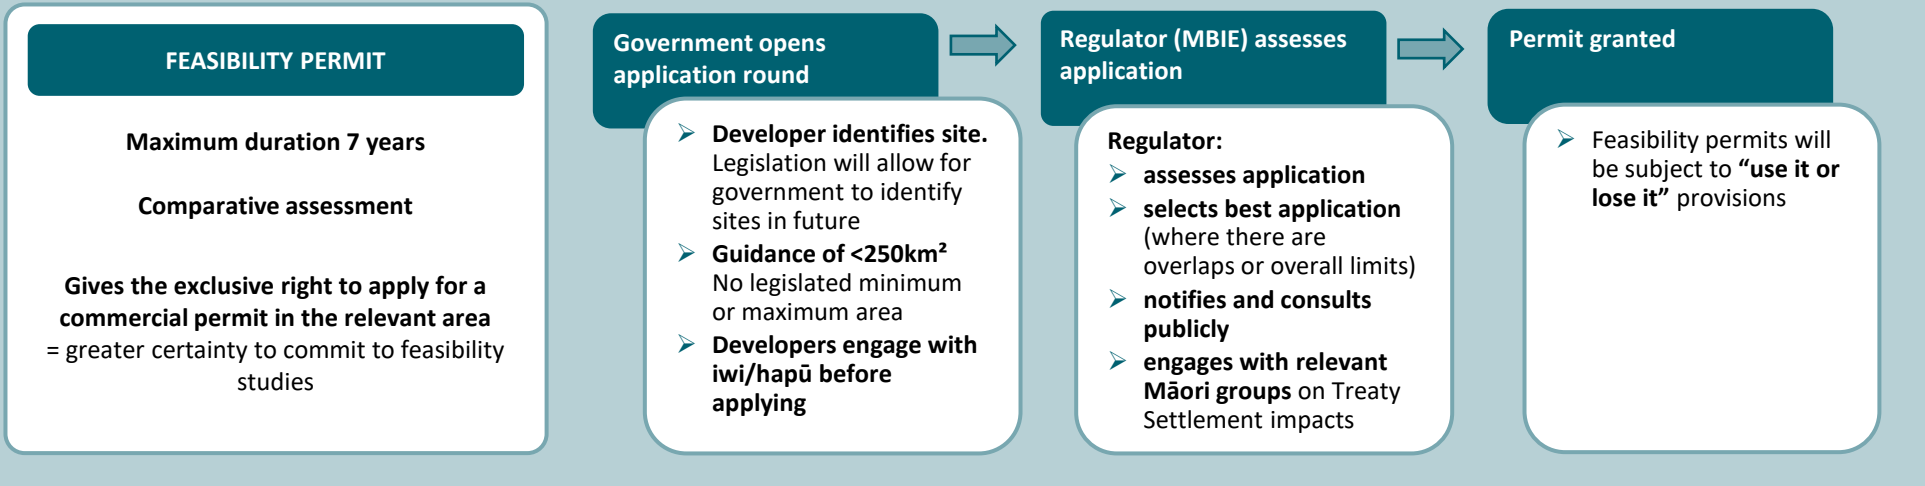 FEASIBILITY PERMIT
Maximum duration 7 years
Comparative assessment
Gives the exclusive right to apply for a
commercial permit in the relevant area
= greater certainty to commit to feasibility
studies
Government opens
application round
➢ Developer identifies site.
Legislation will allow for
government to identify
sites in future
➢ Guidance of <250km²
No legislated minimum
or maximum area
➢ Developers engage with
iwi/hapū before
applying
Regulator (MBIE) assesses
application
Regulator:
➢ assesses application
➢ selects best application
(where there are
overlaps or overall limits)
➢ notifies and consults
publicly
➢ engages with relevant
Māori groups on Treaty
Settlement impacts
Permit granted
➢ Feasibility permits will
be subject to “use it or
lose it” provisions